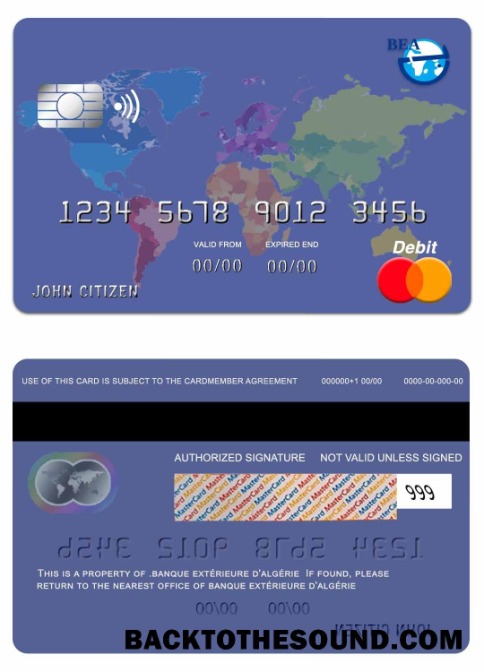 BEA
1234 5678 9012 3456
VALID FROM EXPIRED END
Debit
00/00 00/00
JOHN CITIZEN
USE OF THIS CARD IS SUBJECT TO THE CARDMEMBER AGREEMENT 000000+1 00/00 0000-00-000-00
AUTHORIZED SIGNATURE NOT VALID UNLESS SIGNED
MasterCard MasterCard MasterCard
999
THIS IS A PROPERTY OF .BANQUE EXTÉRIEURE D'ALGÉRIE IF FOUND, PLEASE
RETURN TO THE NEAREST OFFICE OF BANQUE EXTÉRIEURE D'ALGÉRIE
00/00 00/00
BACKTOTHESOUND.COM